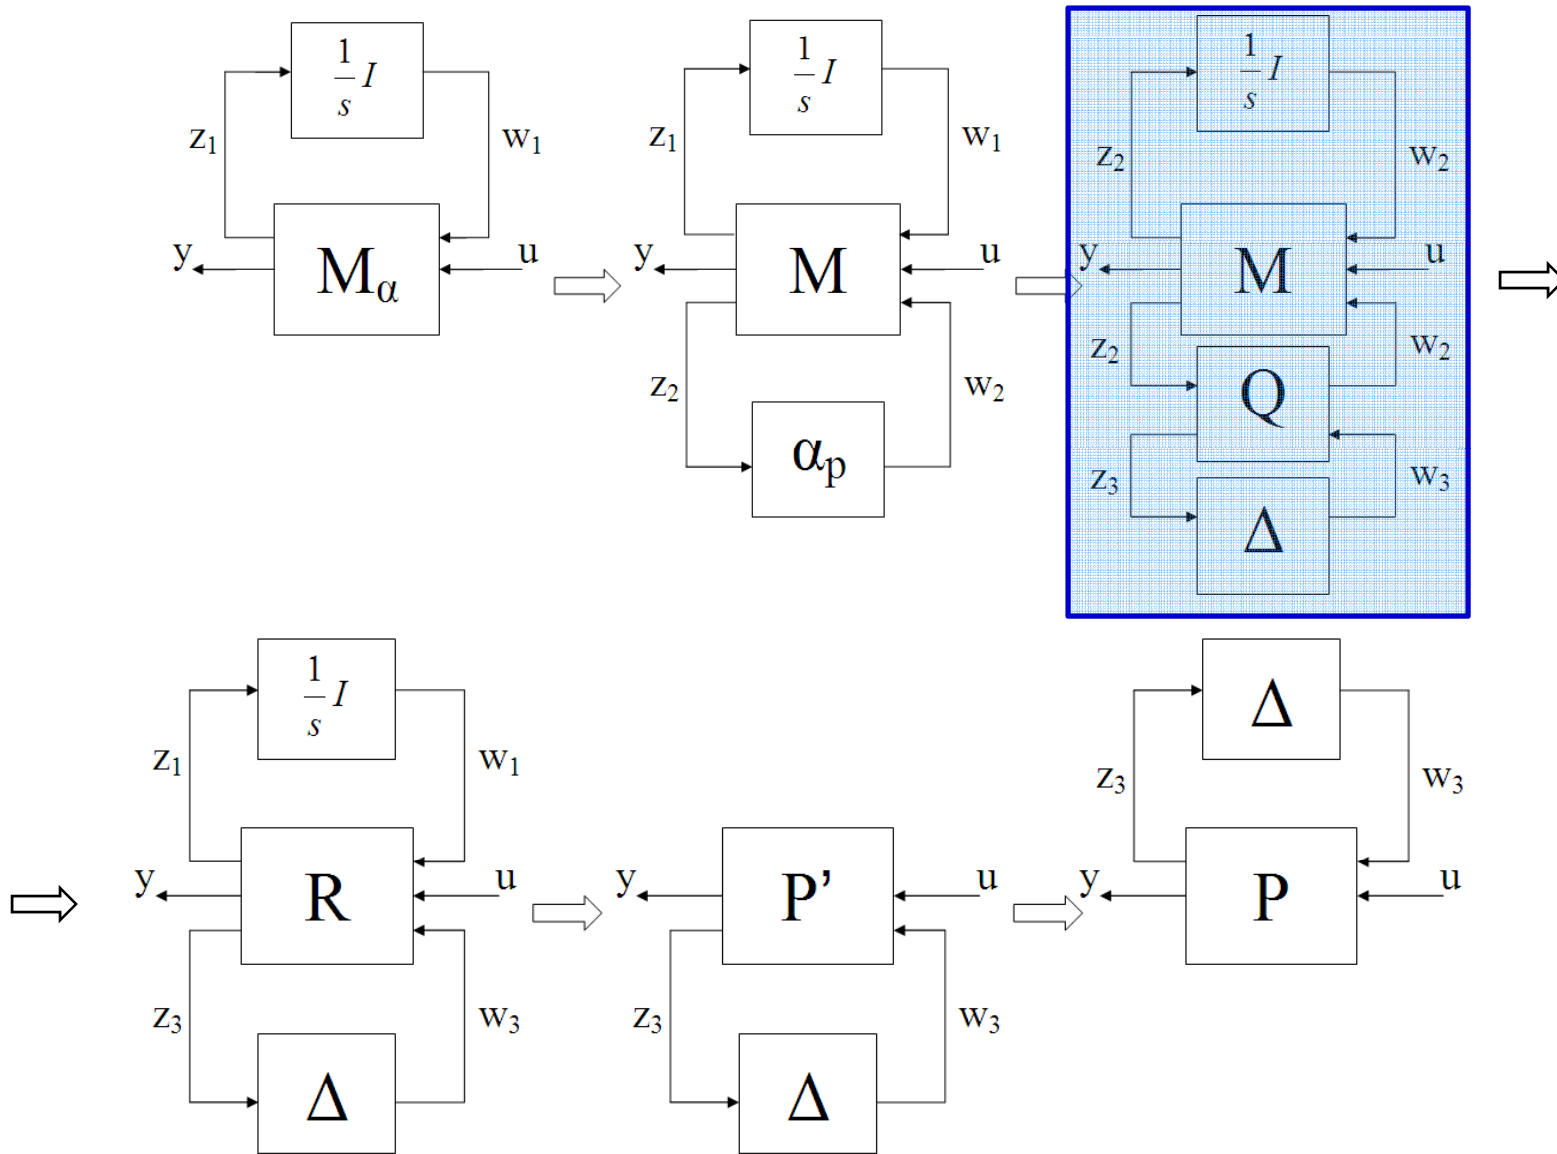 1/s I
z1 w1
y Mα u
1/s I
z1 w1
y M u
z2 w2
αp
1/s I
z2 w2
y M u
z2 w2
Q
z3 w3
Δ
1/s I
z1 w1
y R u
z3 w3
Δ
y P’ u
z3 w3
Δ
Δ
z3 w3
y P u